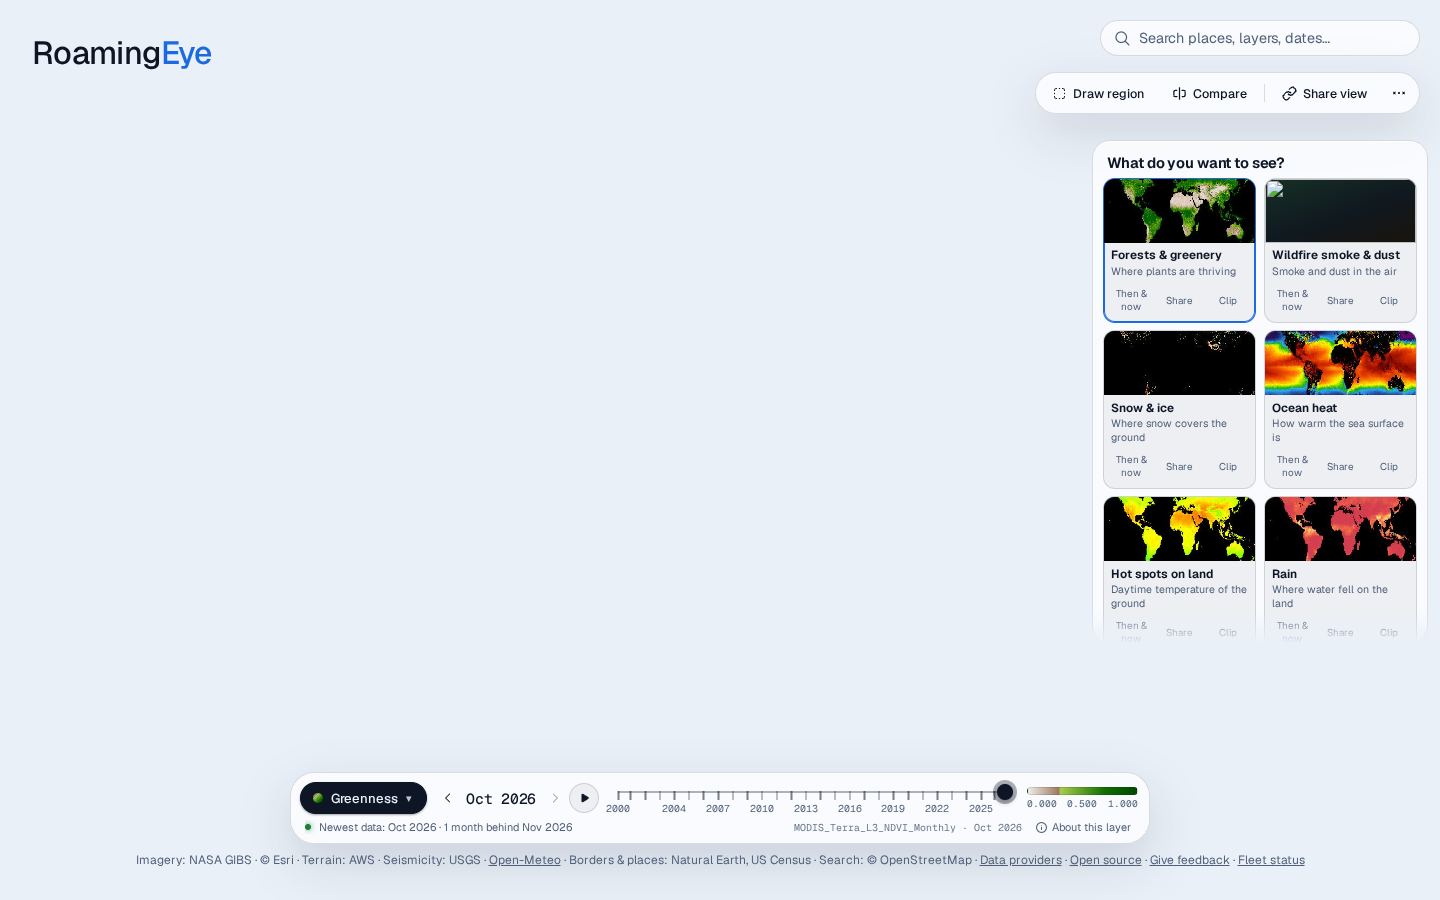 RoamingEye
Search places, layers, dates...
Draw region
Compare
Share view
What do you want to see?
Forests & greenery
Where plants are thriving
Then & now
Share
Clip
Wildfire smoke & dust
Smoke and dust in the air
Then & now
Share
Clip
Snow & ice
Where snow covers the
ground
Then & now
Share
Clip
Ocean heat
How warm the sea surface
is
Then & now
Share
Clip
Hot spots on land
Daytime temperature of the
ground
Then & now
Share
Clip
Rain
Where water fell on the
land
Then & now
Share
Clip
Greenness
Oct 2026
2000 2004 2007 2010 2013 2016 2019 2022 2025
0.000 0.500 1.000
Newest data: Oct 2026 · 1 month behind Nov 2026
MODIS_Terra_L3_NDVI_Monthly · Oct 2026
About this layer
Imagery: NASA GIBS · © Esri · Terrain: AWS · Seismicity: USGS · Open-Meteo · Borders & places: Natural Earth, US Census · Search: © OpenStreetMap · Data providers · Open source · Give feedback · Fleet status